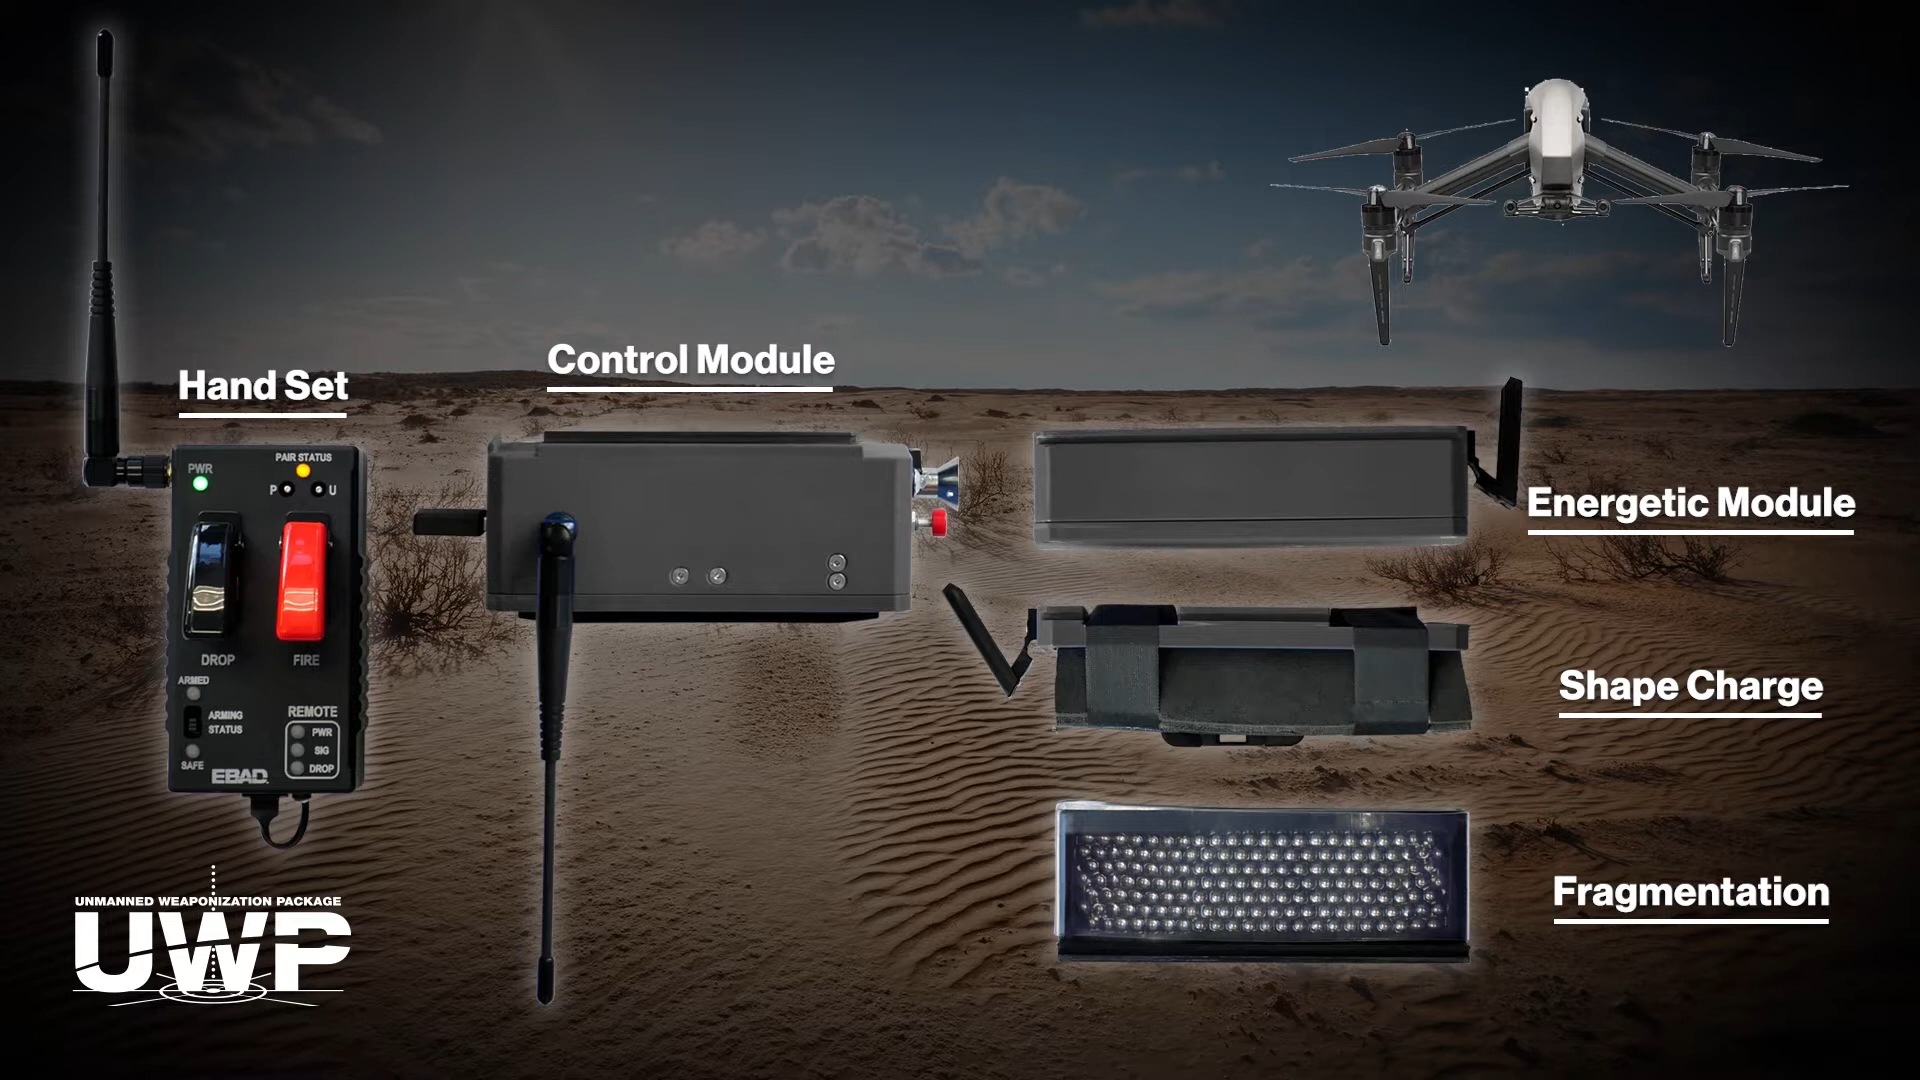 Hand Set
Control Module
PWR
PAIR STATUS
P U
DROP FIRE
ARMED
ARMING
STATUS
SAFE
REMOTE
PWR
SIG
DROP
EBAD
Energetic Module
Shape Charge
Fragmentation
UNMANNED WEAPONIZATION PACKAGE
UWP